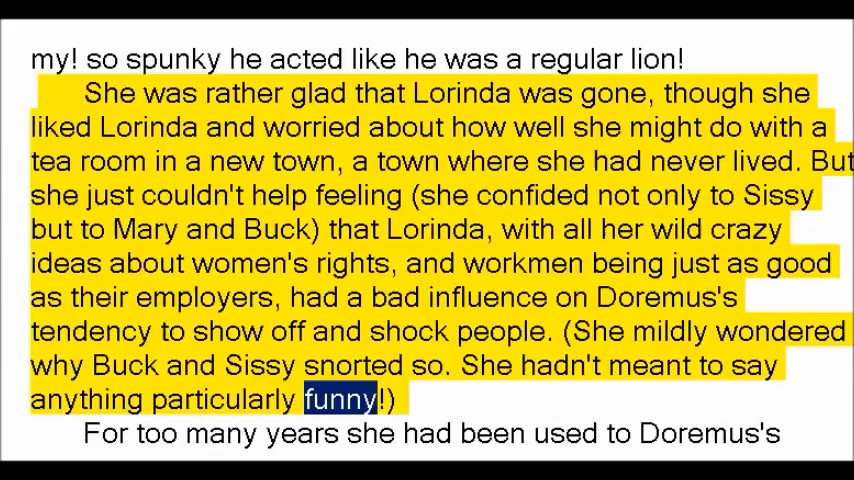 my! so spunky he acted like he was a regular lion!
She was rather glad that Lorinda was gone, though she
liked Lorinda and worried about how well she might do with a
tea room in a new town, a town where she had never lived. But
she just couldn't help feeling (she confided not only to Sissy
but to Mary and Buck) that Lorinda, with all her wild crazy
ideas about women's rights, and workmen being just as good
as their employers, had a bad influence on Doremus's
tendency to show off and shock people. (She mildly wondered
why Buck and Sissy snorted so. She hadn't meant to say
anything particularly funny!)
For too many years she had been used to Doremus's